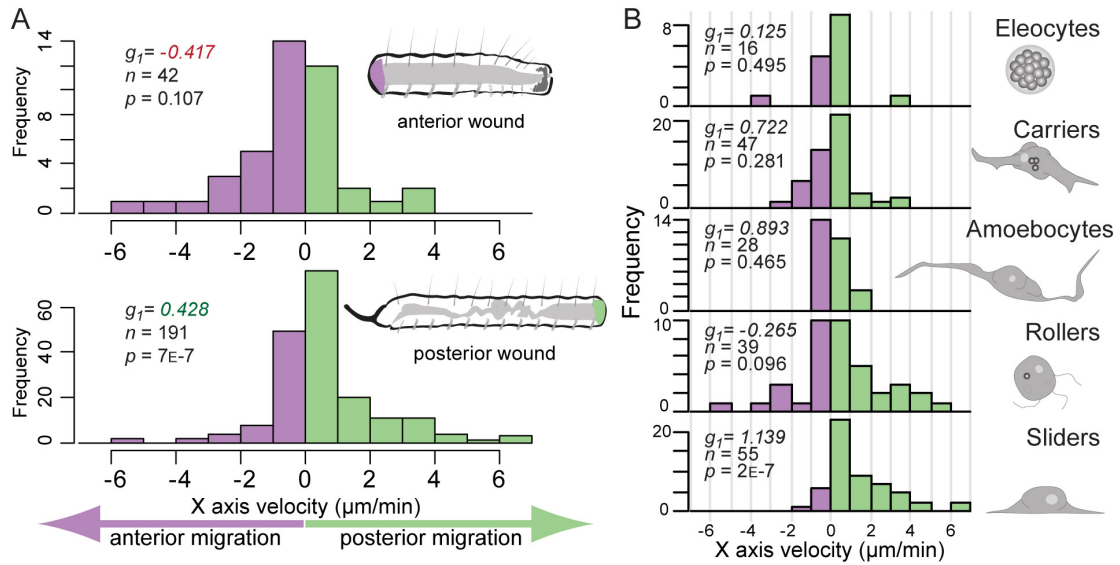 A
Frequency
14
8
4
0
g1= -0.417
n = 42
p = 0.107
anterior wound
-6 -4 -2 0 2 4 6
Frequency
60
40
20
0
g1= 0.428
n = 191
p = 7E-7
posterior wound
-6 -4 -2 0 2 4 6
X axis velocity (µm/min)
anterior migration posterior migration
B
Frequency
8
0
g1= 0.125
n = 16
p = 0.495
Eleocytes
20
0
g1= 0.722
n = 47
p = 0.281
Carriers
14
0
g1= 0.893
n = 28
p = 0.465
Amoebocytes
10
0
g1= -0.265
n = 39
p = 0.096
Rollers
20
0
g1= 1.139
n = 55
p = 2E-7
Sliders
-6 -4 -2 0 2 4 6
X axis velocity (µm/min)